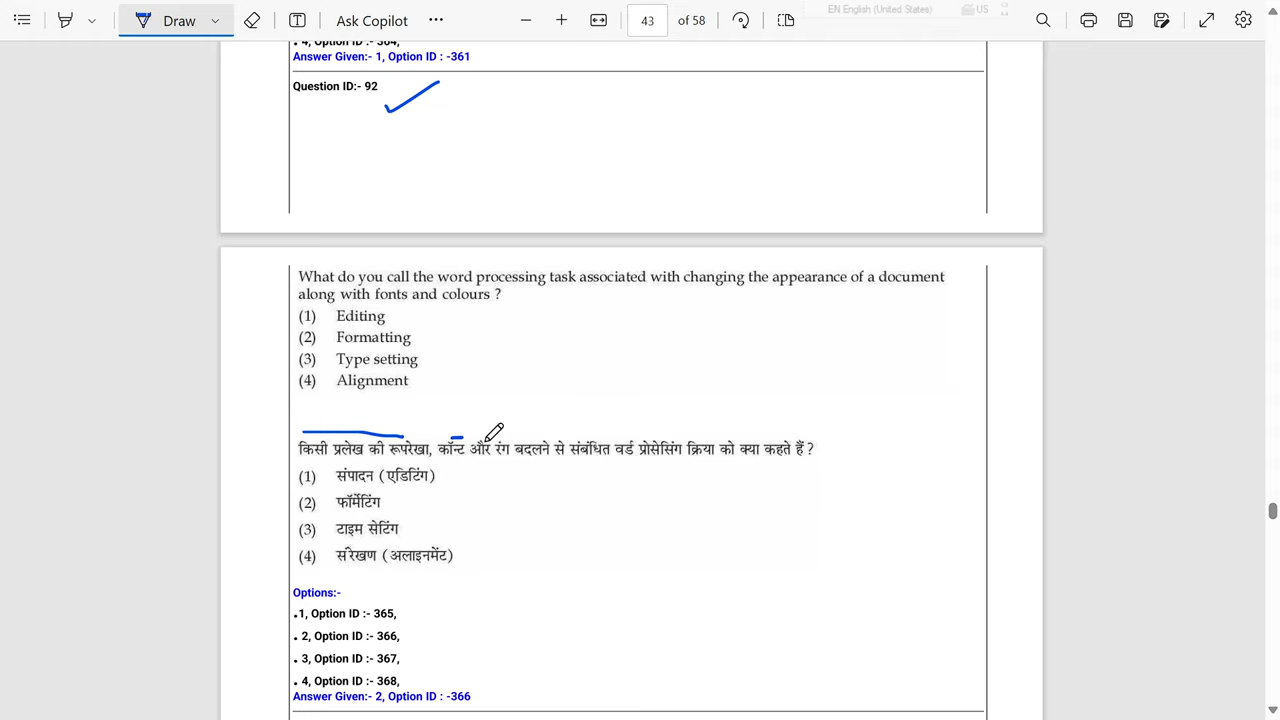 Draw
Ask Copilot
43 of 58
EN English (United States)
US
. 4, Option ID :- 364,
Answer Given:- 1, Option ID : -361
Question ID:- 92
What do you call the word processing task associated with changing the appearance of a document
along with fonts and colours ?
(1) Editing
(2) Formatting
(3) Type setting
(4) Alignment
किसी प्रलेख की रूपरेखा, कॉन्ट और रंग बदलने से संबंधित वर्ड प्रोसेसिंग क्रिया को क्या कहते हैं ?
(1) संपादन (एडिटिंग)
(2) फॉर्मेटिंग
(3) टाइम सेटिंग
(4) संरेखण (अलाइनमेंट)
Options:-
. 1, Option ID :- 365,
. 2, Option ID :- 366,
. 3, Option ID :- 367,
. 4, Option ID :- 368,
Answer Given:- 2, Option ID : -366